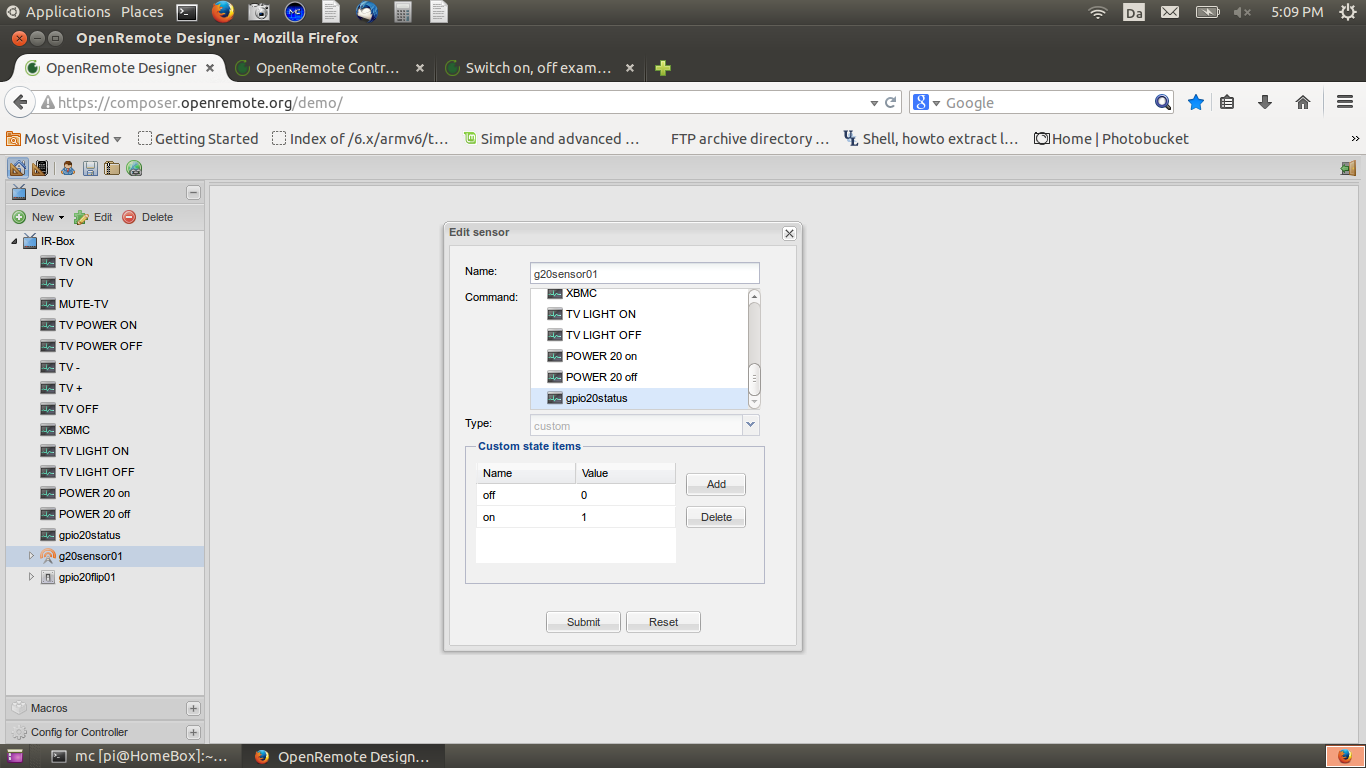 Applications Places
Da
5:09 PM
OpenRemote Designer - Mozilla Firefox
OpenRemote Designer
OpenRemote Contr...
Switch on, off exam...
https://composer.openremote.org/demo/
Google
Most Visited
Getting Started
Index of /6.x/armv6/t...
Simple and advanced ...
FTP archive directory ...
Shell, howto extract l...
Home | Photobucket
»
Device
New
Edit
Delete
IR-Box
TV ON
TV
MUTE-TV
TV POWER ON
TV POWER OFF
TV -
TV +
TV OFF
XBMC
TV LIGHT ON
TV LIGHT OFF
POWER 20 on
POWER 20 off
gpio20status
g20sensor01
gpio20flip01
Macros
Config for Controller
Edit sensor
Name:
g20sensor01
Command:
XBMC
TV LIGHT ON
TV LIGHT OFF
POWER 20 on
POWER 20 off
gpio20status
Type:
custom
Custom state items
Name Value
off 0
on 1
Add
Delete
Submit
Reset
mc [pi@HomeBox]:~...
OpenRemote Design...